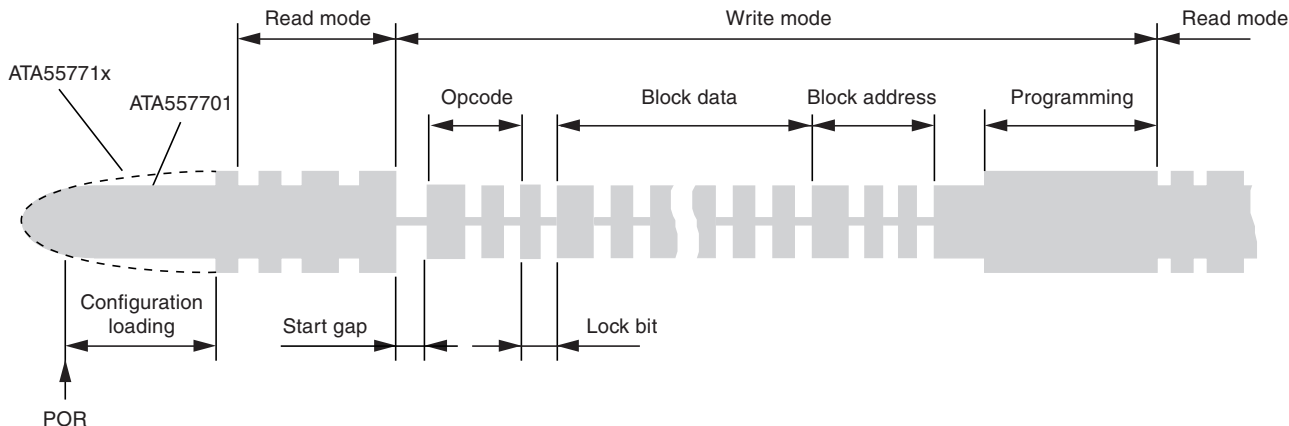 Read mode
Write mode
Read mode
ATA55771x
ATA557701
Opcode
Block data
Block address
Programming
Configuration
loading
Start gap
Lock bit
POR